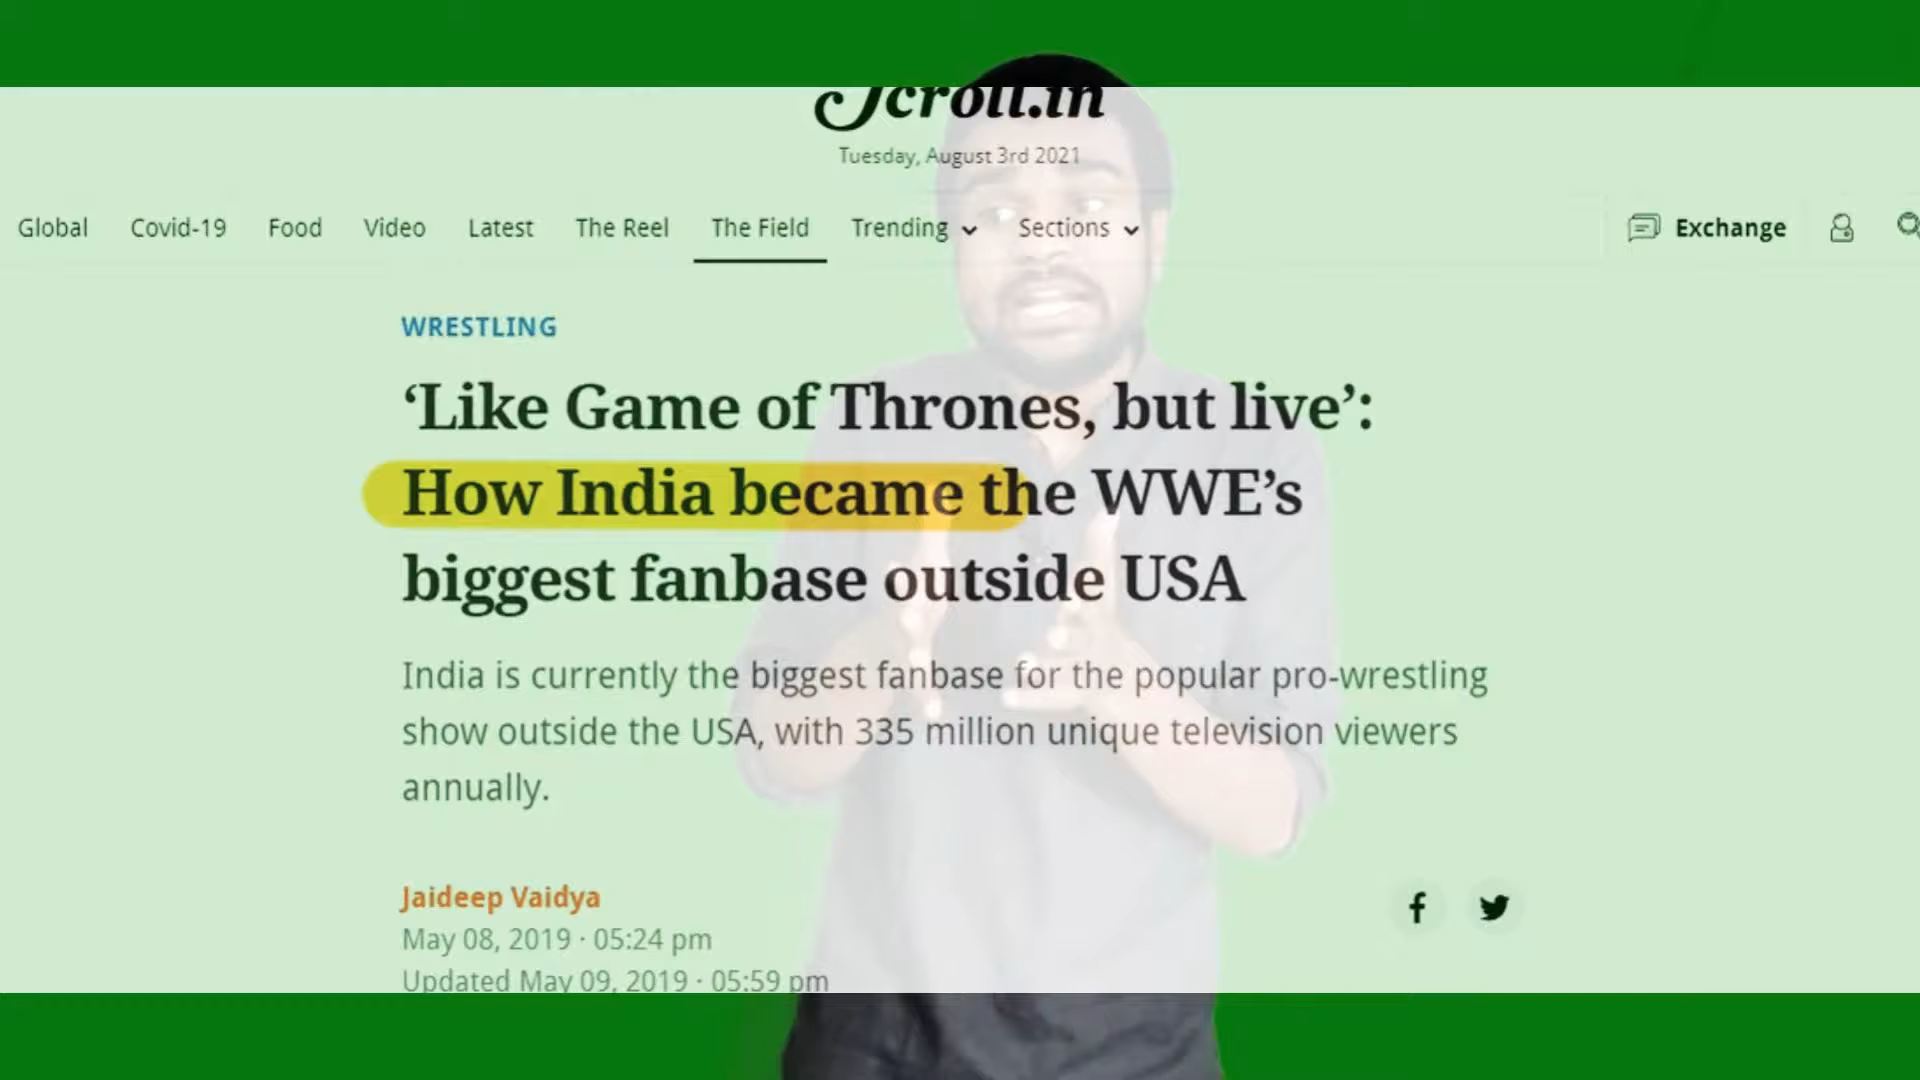 Scroll.in
Tuesday, August 3rd 2021
Global Covid-19 Food Video Latest The Reel The Field Trending Sections Exchange
WRESTLING
‘Like Game of Thrones, but live’:
How India became the WWE’s
biggest fanbase outside USA
India is currently the biggest fanbase for the popular pro-wrestling
show outside the USA, with 335 million unique television viewers
annually.
Jaideep Vaidya
May 08, 2019 · 05:24 pm
Updated May 09, 2019 · 05:59 pm